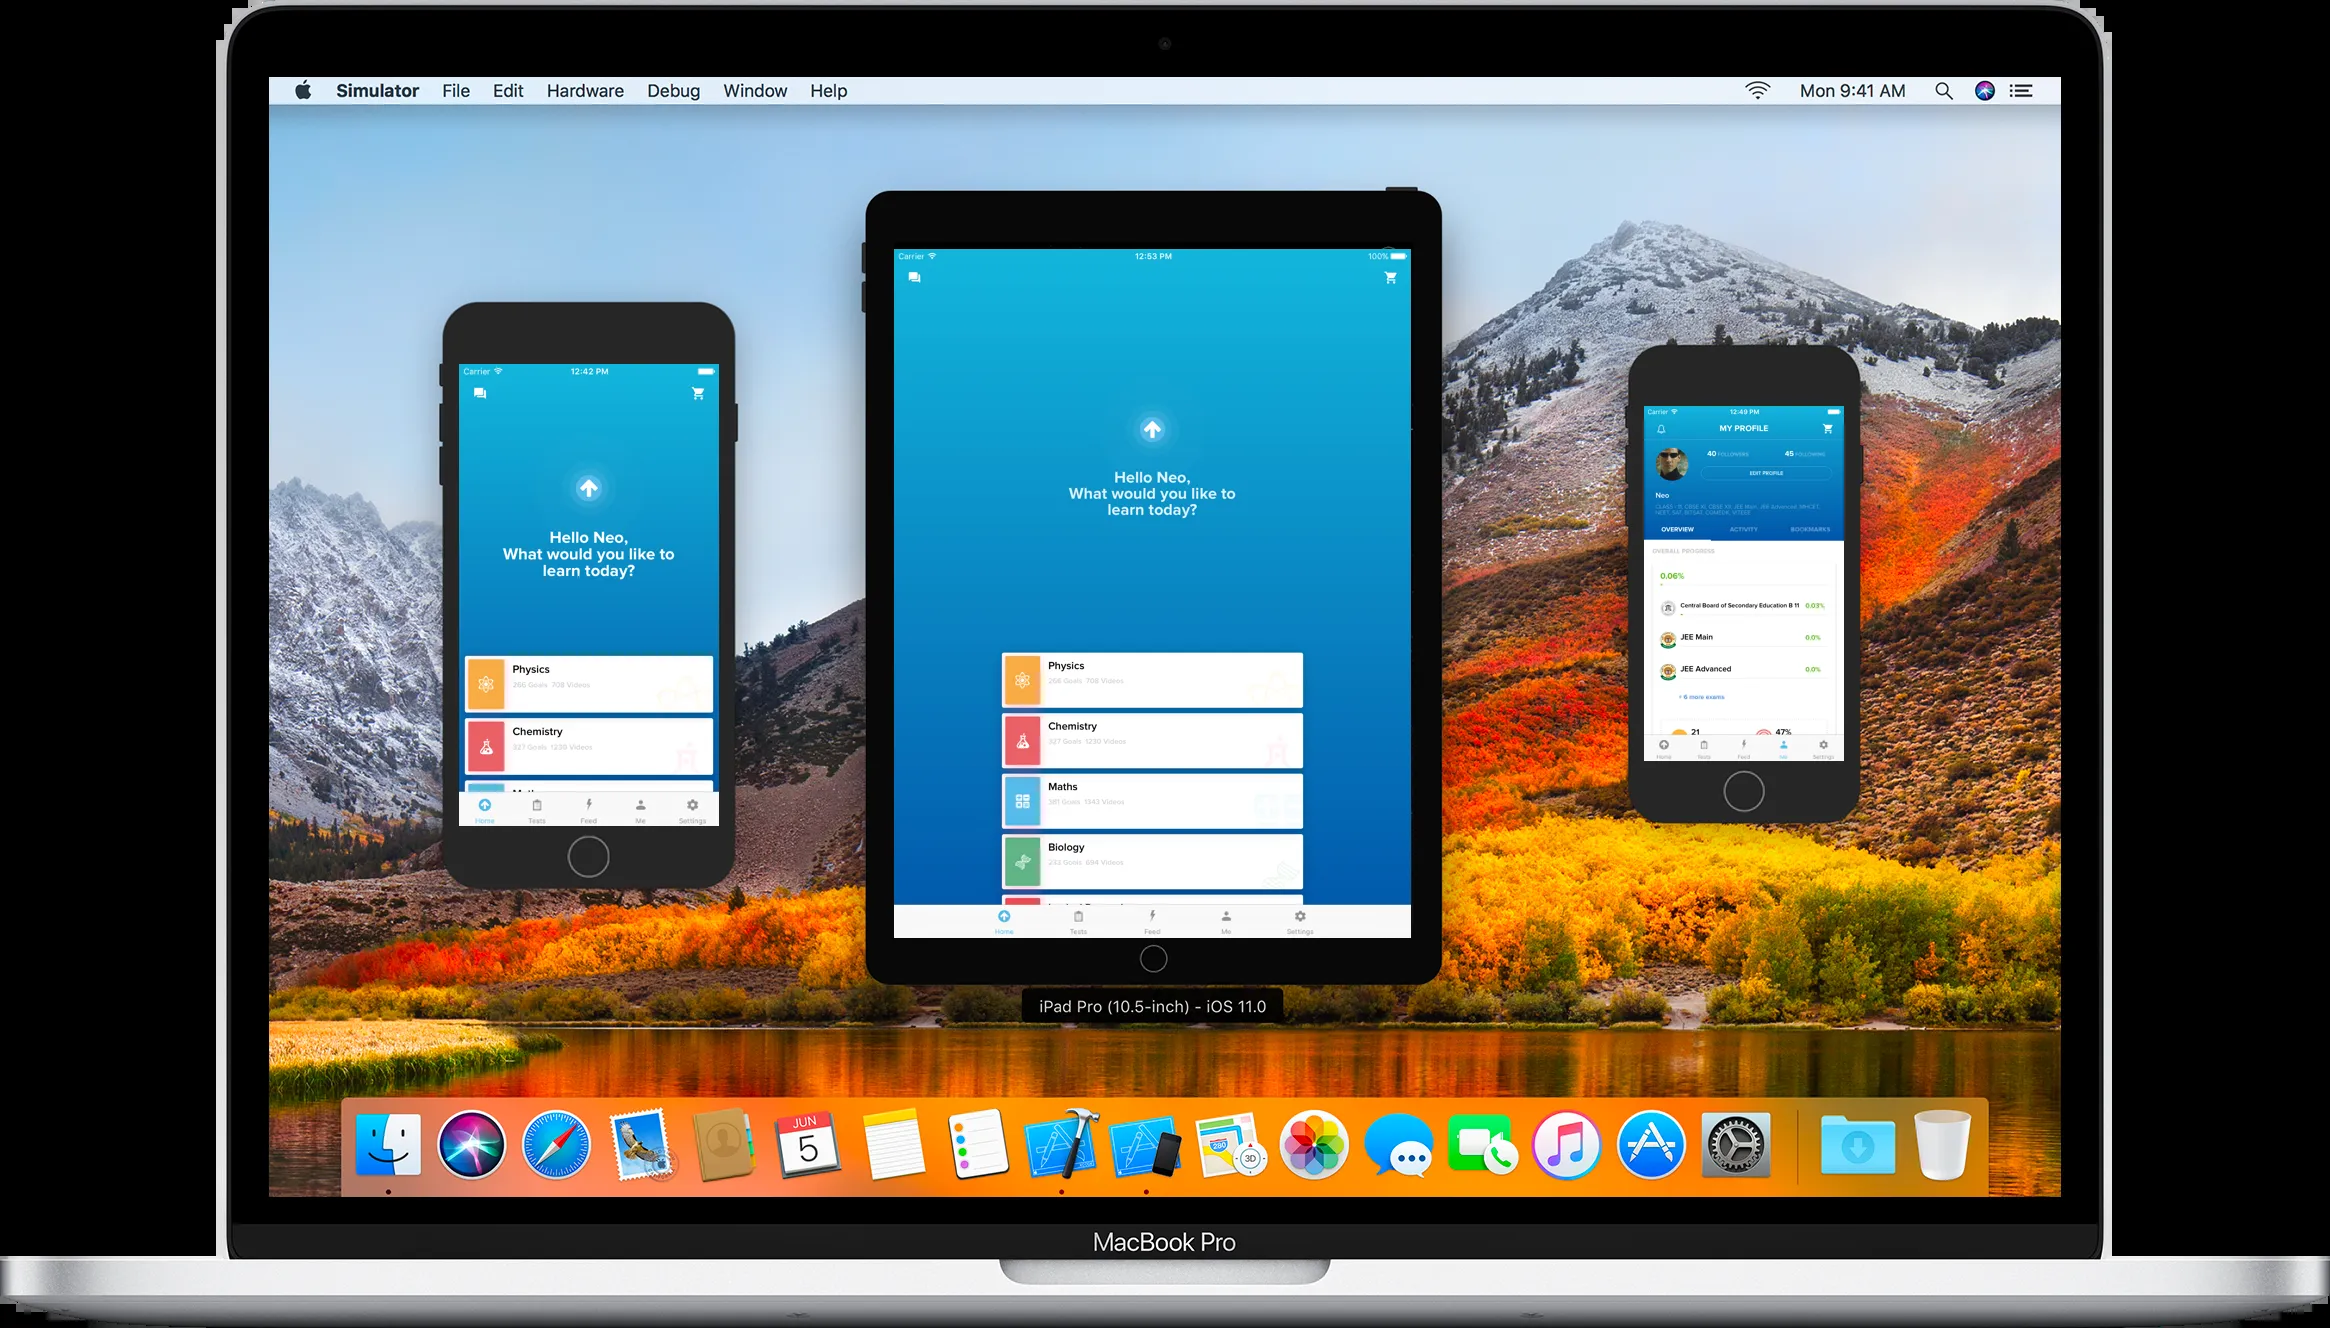 Simulator File Edit Hardware Debug Window Help
Mon 9:41 AM
Carrier 12:42 PM
Hello Neo,
What would you like to
learn today?
Physics
266 Goals 708 Videos
Chemistry
327 Goals 1239 Videos
Home Tests Feed Me Settings
Carrier 12:53 PM 100%
Hello Neo,
What would you like to
learn today?
Physics
266 Goals 708 Videos
Chemistry
327 Goals 1230 Videos
Maths
381 Goals 1343 Videos
Biology
233 Goals 694 Videos
Home Tests Feed Me Settings
iPad Pro (10.5-inch) - iOS 11.0
Carrier 12:49 PM
MY PROFILE
40 FOLLOWERS 45 FOLLOWING
EDIT PROFILE
Neo
OVERVIEW ACTIVITY BOOKMARKS
OVERALL PROGRESS
0.06%
Central Board of Secondary Education B 11 0.03%
JEE Main 0.0%
JEE Advanced 0.0%
+ 6 more exams
21 47%
Home Tests Feed Me Settings
JUN
5
280
3D
MacBook Pro